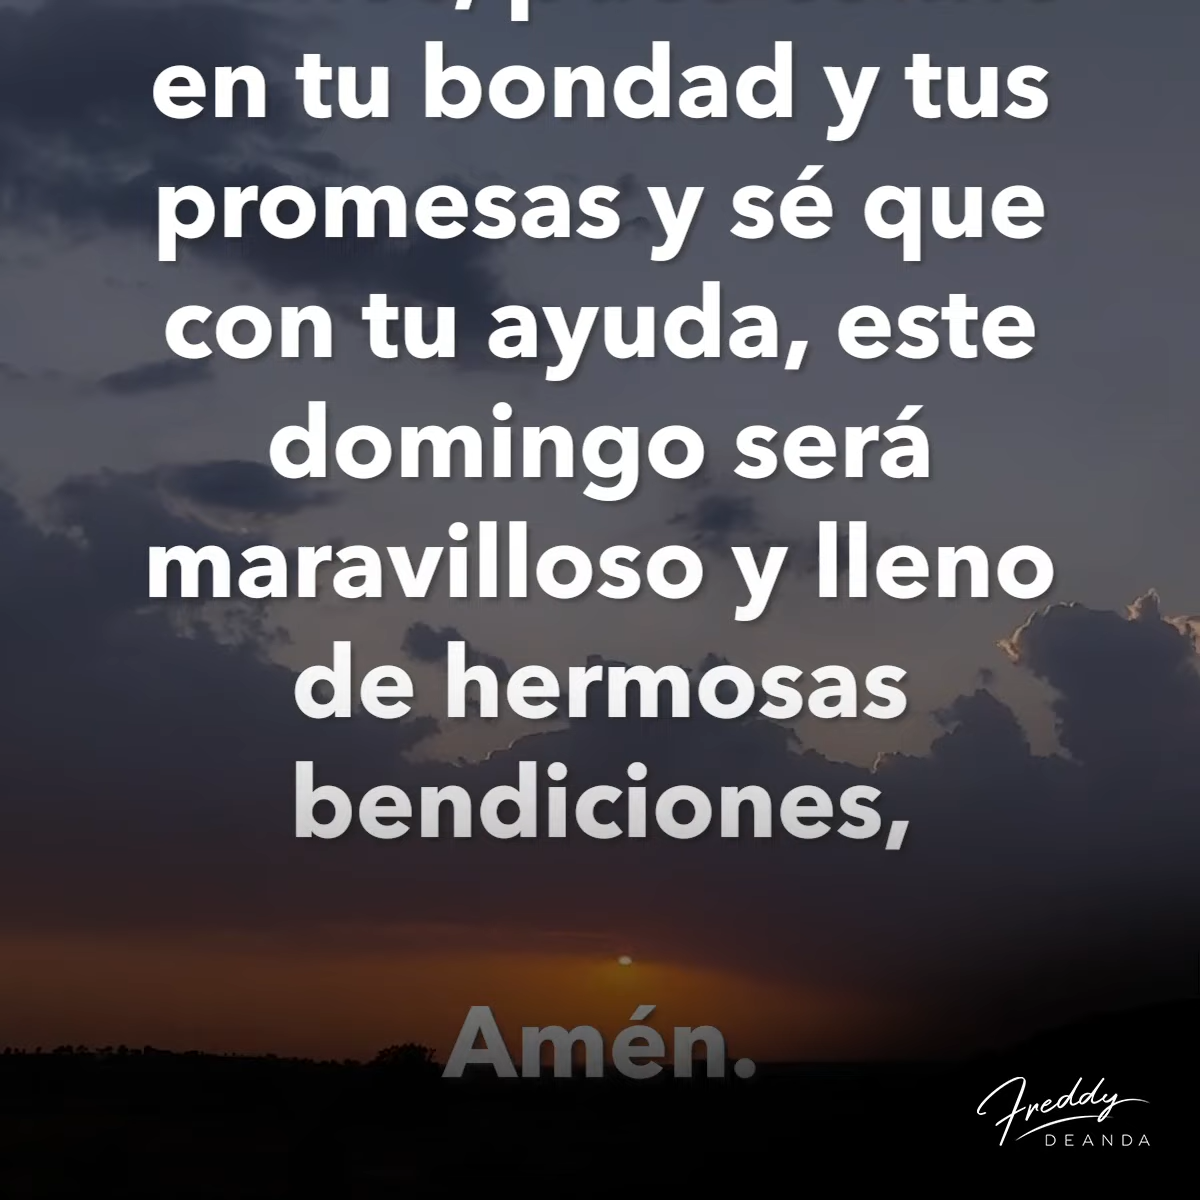 en tu bondad y tus
promesas y sé que
con tu ayuda, este
domingo será
maravilloso y lleno
de hermosas
bendiciones,
Amén.
Freddy
DEANDA